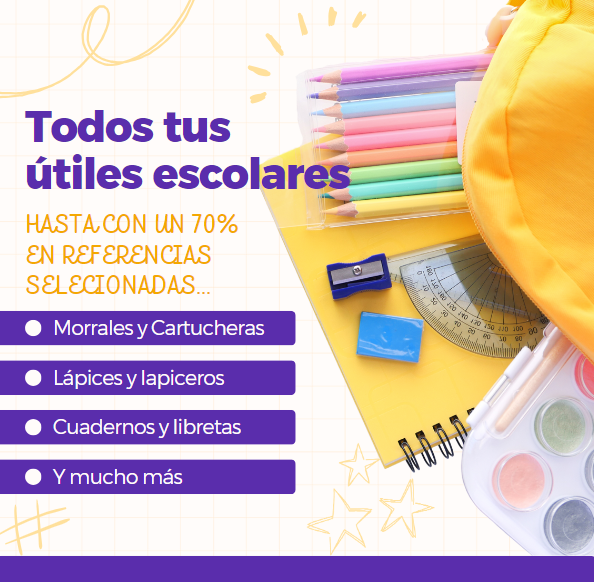 Todos tus
útiles escolares
HASTA CON UN 70%
EN REFERENCIAS
SELECIONADAS...
Morrales y Cartucheras
Lápices y lapiceros
Cuadernos y libretas
Y mucho más